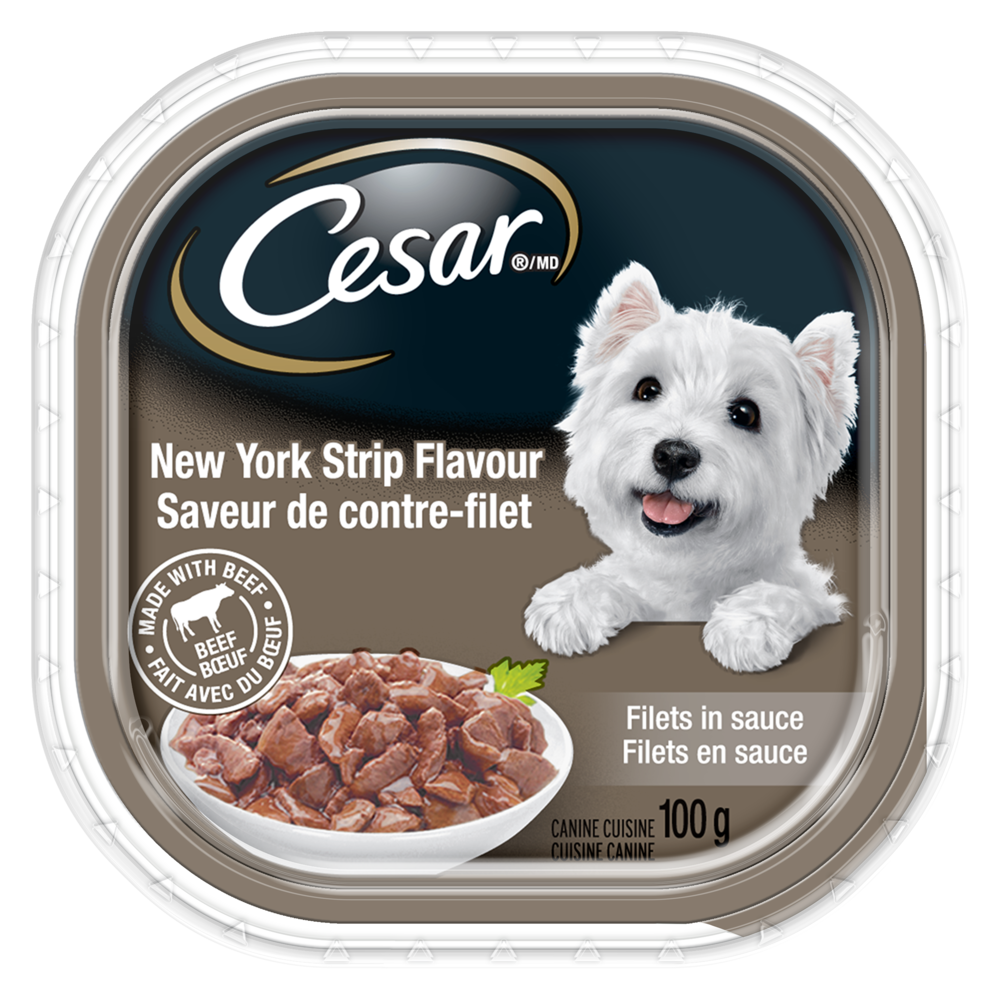 Cesar®/MD
New York Strip Flavour
Saveur de contre-filet
MADE WITH BEEF
BEEF
BŒUF
FAIT AVEC DU BŒUF
Filets in sauce
Filets en sauce
CANINE CUISINE 100 g
CUISINE CANINE